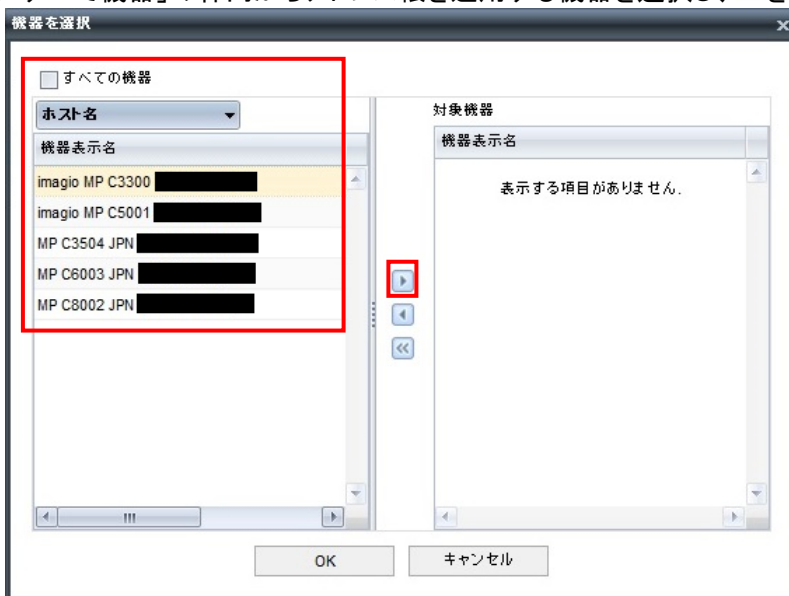 機器を選択
すべての機器
ホスト名
機器表示名
imagio MP C3300
imagio MP C5001
MP C3504 JPN
MP C6003 JPN
MP C8002 JPN
対象機器
機器表示名
表示する項目がありません.
OK
キャンセル